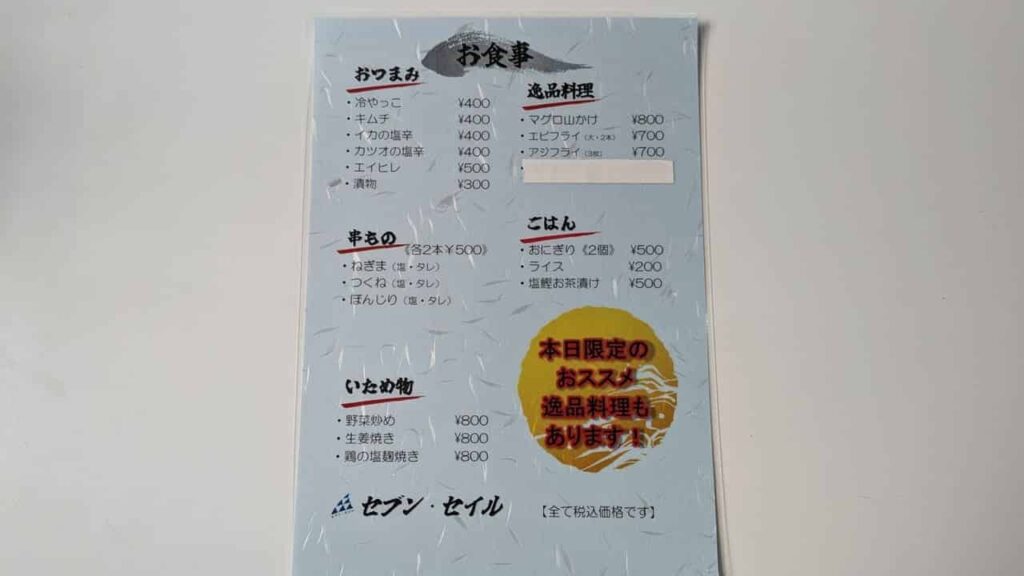 お食事
おつまみ
・冷やっこ ¥400
・キムチ ¥400
・イカの塩辛 ¥400
・カツオの塩辛 ¥400
・エイヒレ ¥500
・漬物 ¥300
逸品料理
・マグロ山かけ ¥800
・エビフライ（大・2本） ¥700
・アジフライ（3枚） ¥700
串もの 《各2本¥500》
・ねぎま（塩・タレ）
・つくね（塩・タレ）
・ぼんじり（塩・タレ）
ごはん
・おにぎり《2個》 ¥500
・ライス ¥200
・塩鰹お茶漬け ¥500
いため物
・野菜炒め ¥800
・生姜焼き ¥800
・鶏の塩麹焼き ¥800
本日限定の
おススメ
逸品料理も
あります！
セブン・セイル
【全て税込価格です】